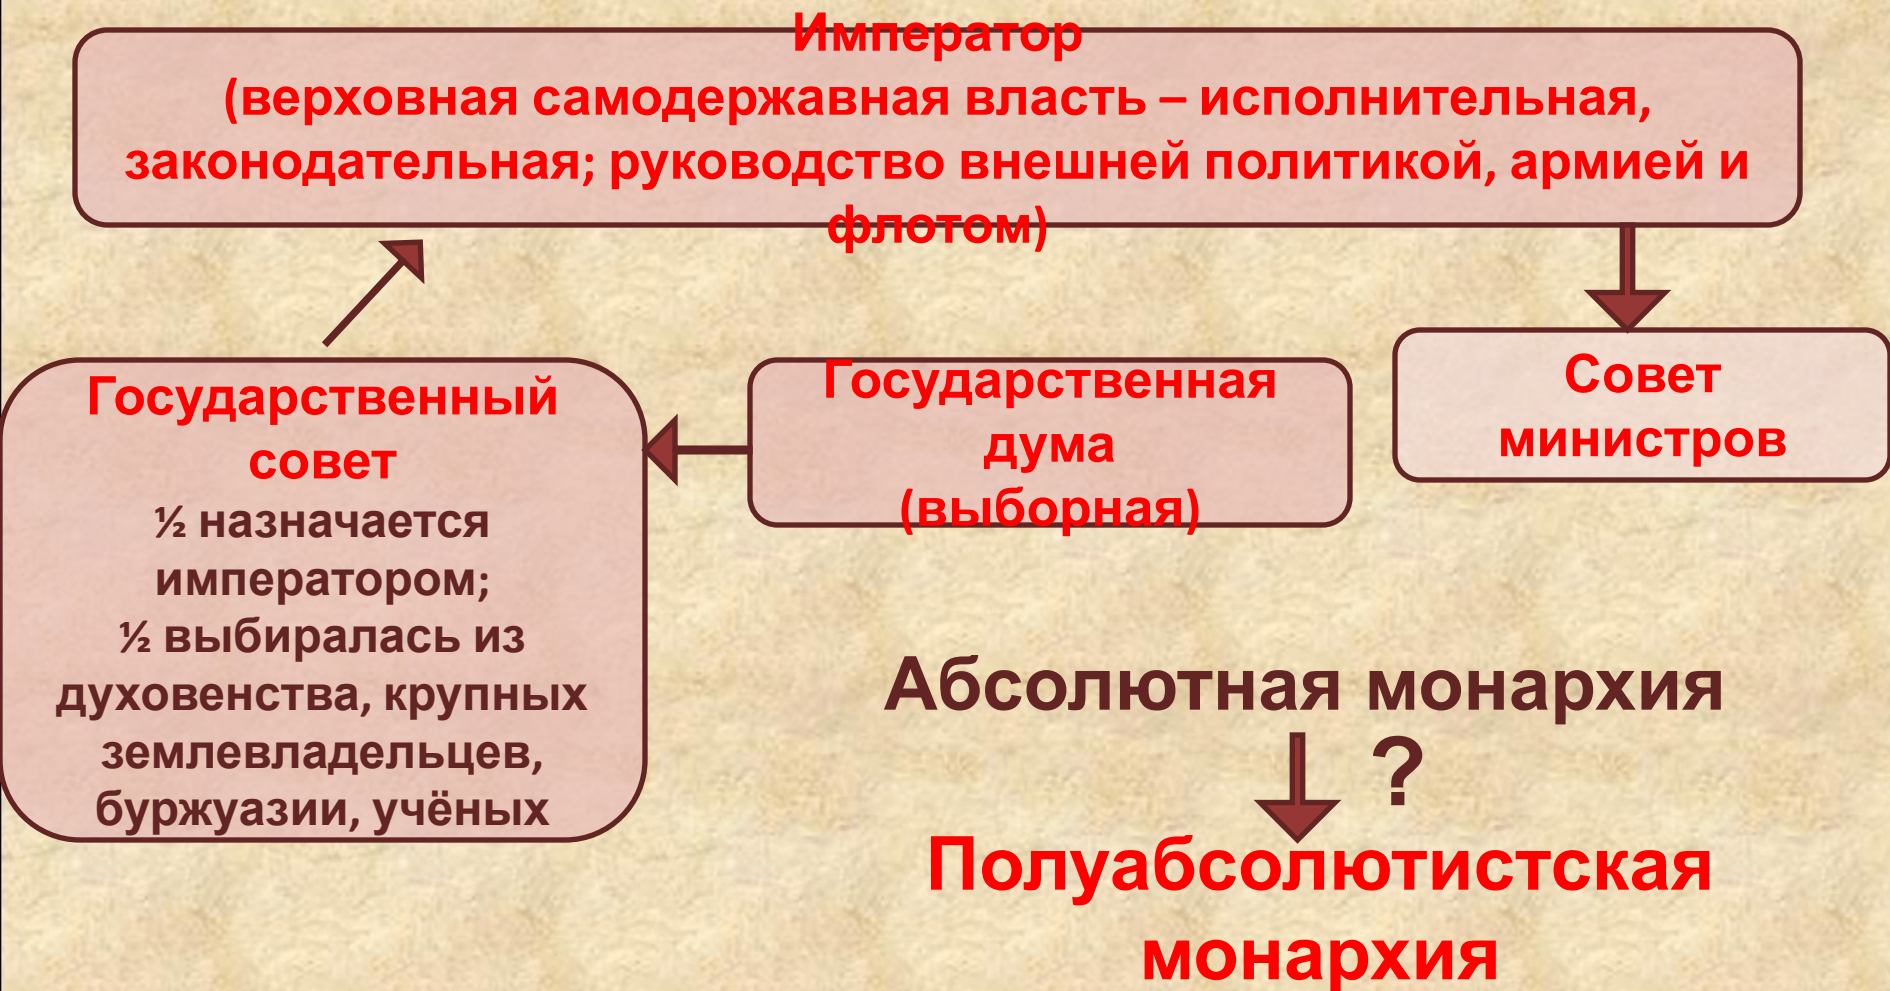 Император
(верховная самодержавная власть – исполнительная,
законодательная; руководство внешней политикой, армией и
флотом)
Государственный
совет
½ назначается
императором;
½ выбиралась из
духовенства, крупных
землевладельцев,
буржуазии, учёных
Государственная
дума
(выборная)
Совет
министров
Абсолютная монархия
?
Полуабсолютистская
монархия